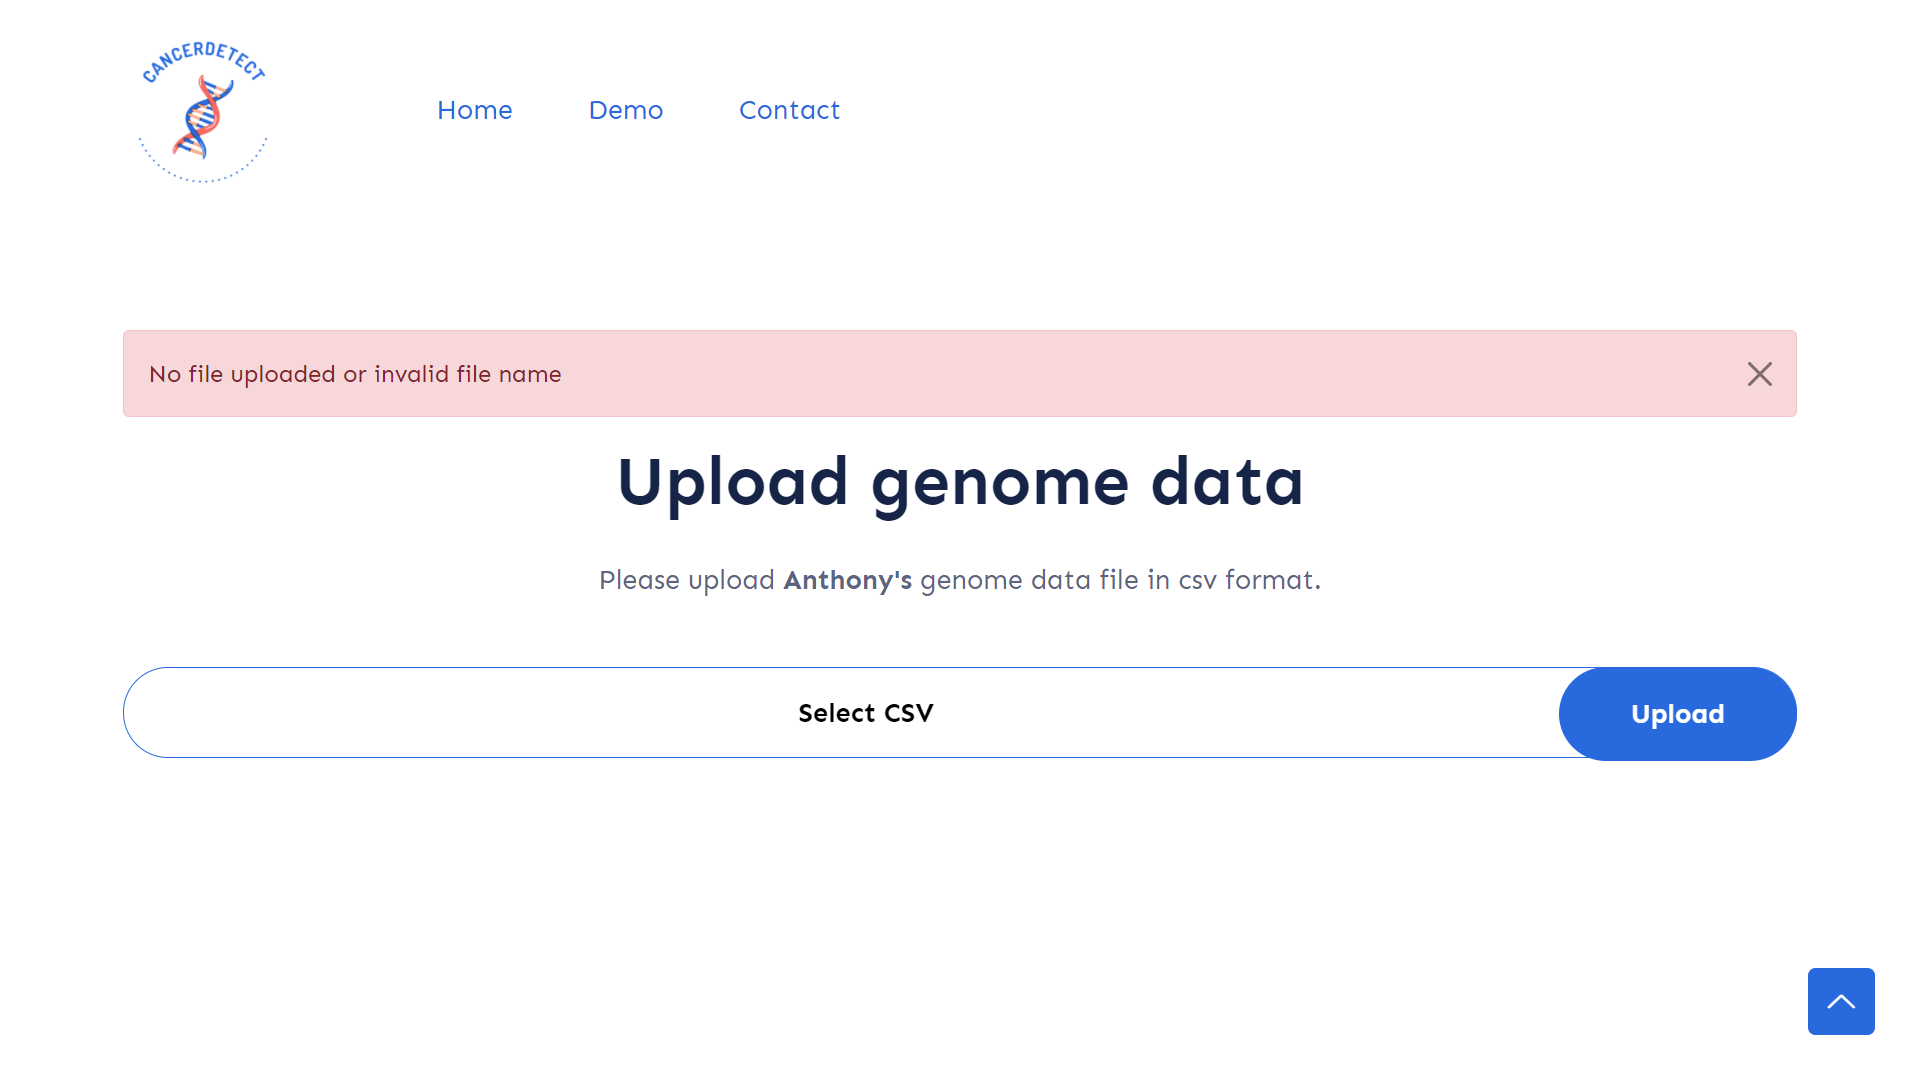 CANCERDETECT
Home
Demo
Contact
No file uploaded or invalid file name
Upload genome data
Please upload Anthony's genome data file in csv format.
Select CSV
Upload